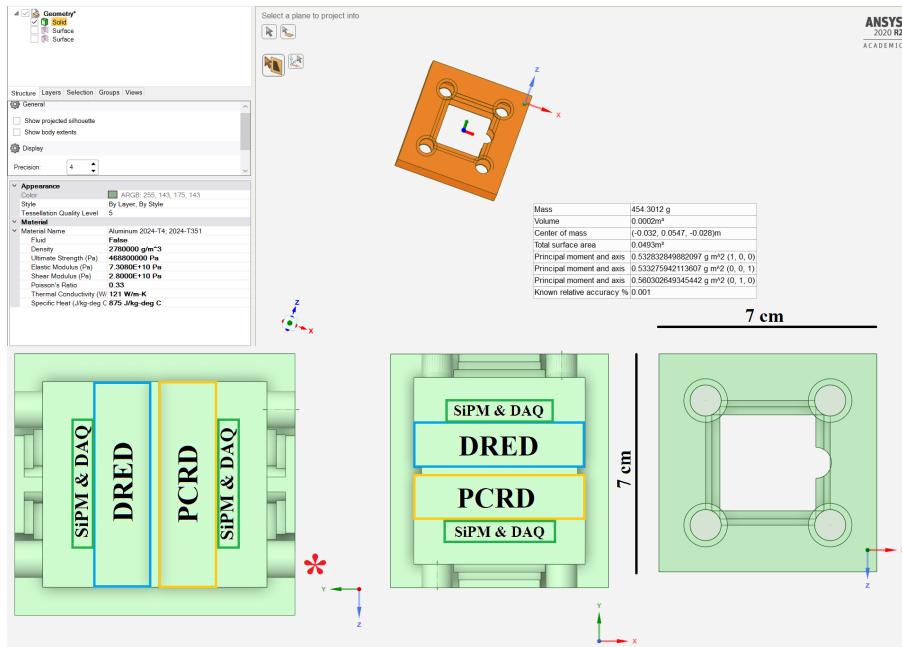 Geometry*
Solid
Surface
Surface
Structure Layers Selection Groups Views
General
Show projected silhouette
Show body extents
Display
Precision: 4
Appearance
Color ARGB: 255, 143, 175, 143
Style By Layer, By Style
Tessellation Quality Level 5
Material
Material Name Aluminum 2024-T4; 2024-T351
Fluid False
Density 2780000 g/m^3
Ultimate Strength (Pa) 468800000 Pa
Elastic Modulus (Pa) 7.3080E+10 Pa
Shear Modulus (Pa) 2.8000E+10 Pa
Poisson's Ratio 0.33
Thermal Conductivity (W/ 121 W/m-K
Specific Heat (J/kg-deg C 875 J/kg-deg C
Select a plane to project into
ANSYS
2020 R2
ACADEMIC
Z
X
Z
X
Mass 454.3012 g
Volume 0.0002m³
Center of mass (-0.032, 0.0547, -0.028)m
Total surface area 0.0493m²
Principal moment and axis 0.532832849882097 g m^2 (1, 0, 0)
Principal moment and axis 0.533275942113607 g m^2 (0, 0, 1)
Principal moment and axis 0.560302649345442 g m^2 (0, 1, 0)
Known relative accuracy % 0.001
SiPM & DAQ
DRED
PCRD
SiPM & DAQ
*
Y
Z
SiPM & DAQ
DRED
PCRD
SiPM & DAQ
Y
X
7 cm
7 cm
Z